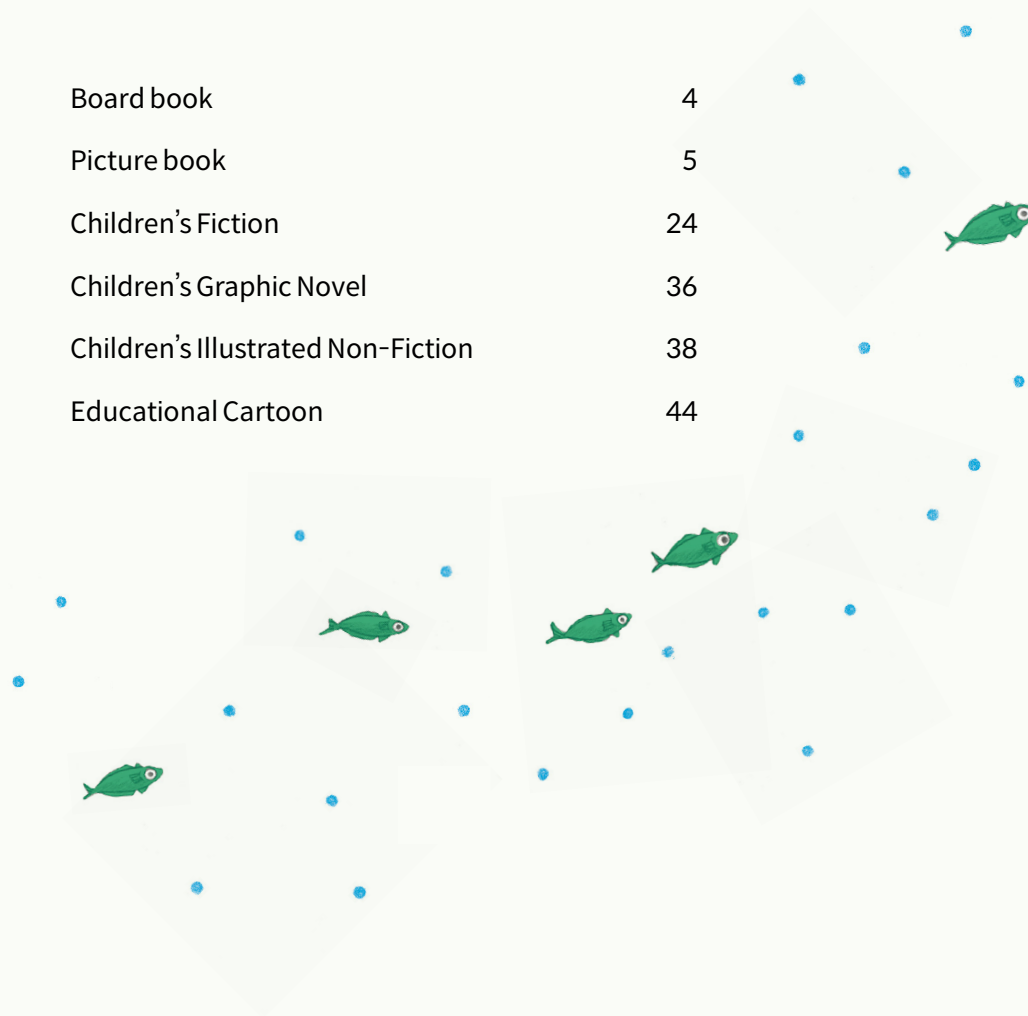 Board book 4
Picture book 5
Children’s Fiction 24
Children’s Graphic Novel 36
Children’s Illustrated Non-Fiction 38
Educational Cartoon 44